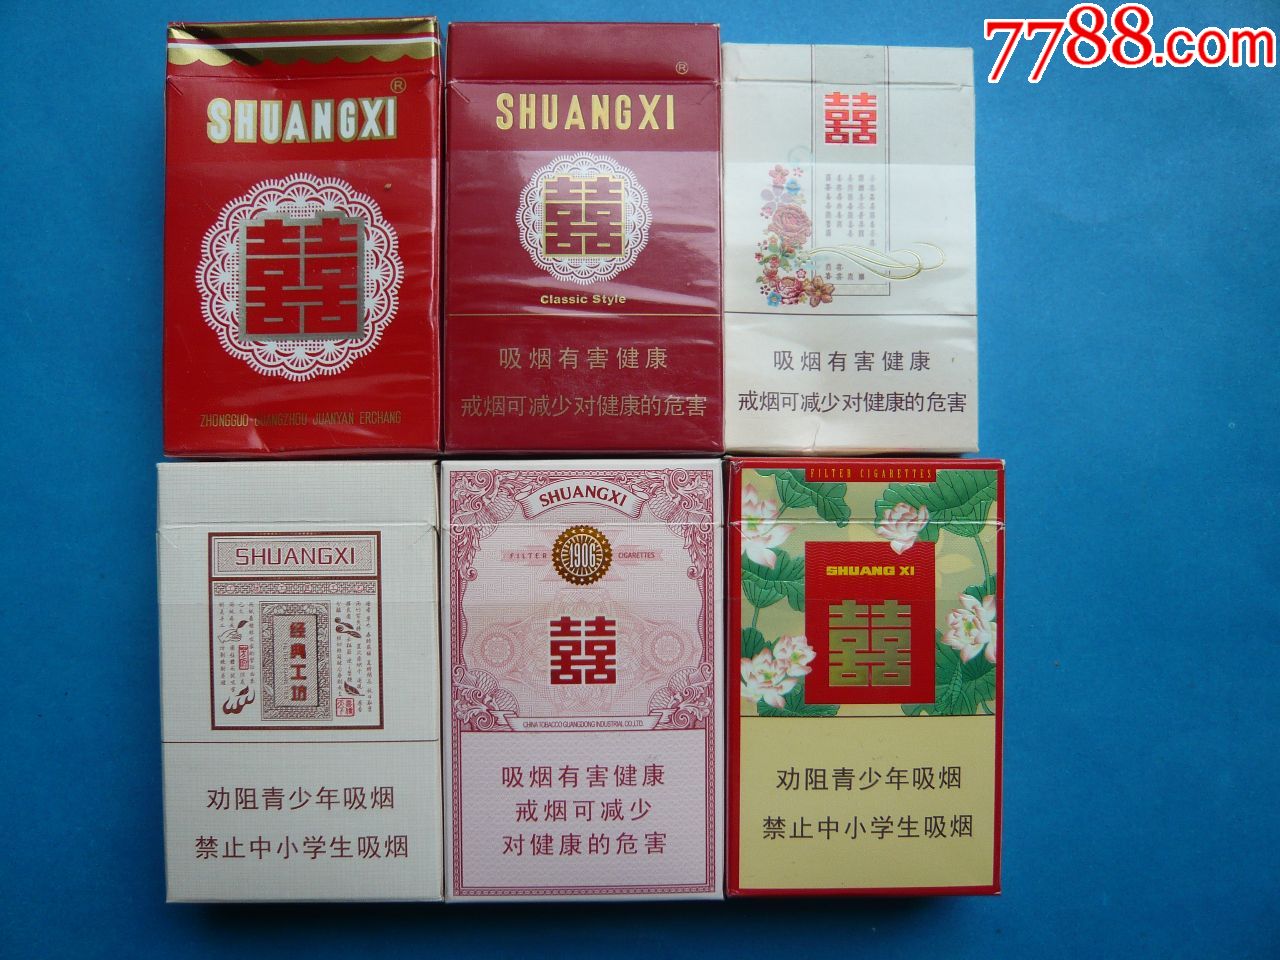 7788.com
SHUANGXI
®
囍
ZHONGGUO GUANGZHOU JUANYAN ERCHANG
®
SHUANGXI
囍
Classic Style
吸烟有害健康
戒烟可减少对健康的危害
囍
吸烟有害健康
戒烟可减少对健康的危害
SHUANGXI
经典工坊
劝阻青少年吸烟
禁止中小学生吸烟
SHUANGXI
FILTER 1906 CIGARETTES
囍
CHINA TOBACCO GUANGDONG INDUSTRIAL CO.,LTD.
吸烟有害健康
戒烟可减少
对健康的危害
FILTER CIGARETTES
SHUANG XI
囍
劝阻青少年吸烟
禁止中小学生吸烟